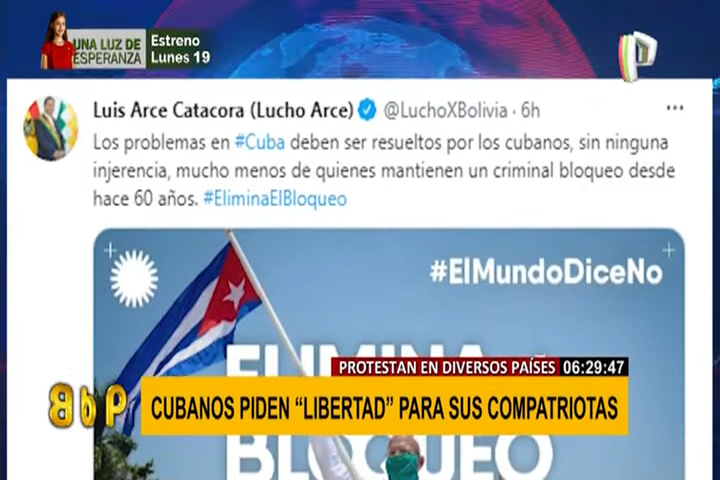 UNA LUZ DE
ESPERANZA
Estreno
Lunes 19
Luis Arce Catacora (Lucho Arce) @LuchoXBolivia · 6h
Los problemas en #Cuba deben ser resueltos por los cubanos, sin ninguna
injerencia, mucho menos de quienes mantienen un criminal bloqueo desde
hace 60 años. #EliminaElBloqueo
#ElMundoDiceNo
ELIMINA
PROTESTAN EN DIVERSOS PAÍSES 06:29:47
BDP
CUBANOS PIDEN “LIBERTAD” PARA SUS COMPATRIOTAS
BLOQUEO